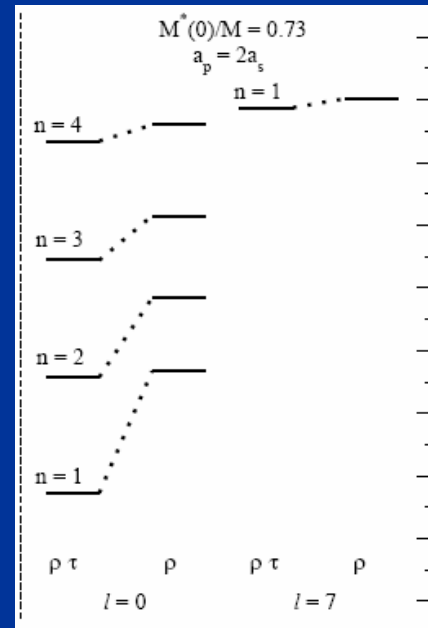 M*(0)/M = 0.73
a_p = 2a_s
n = 1
n = 4
n = 3
n = 2
n = 1
ρ τ ρ ρ τ ρ
l = 0 l = 7